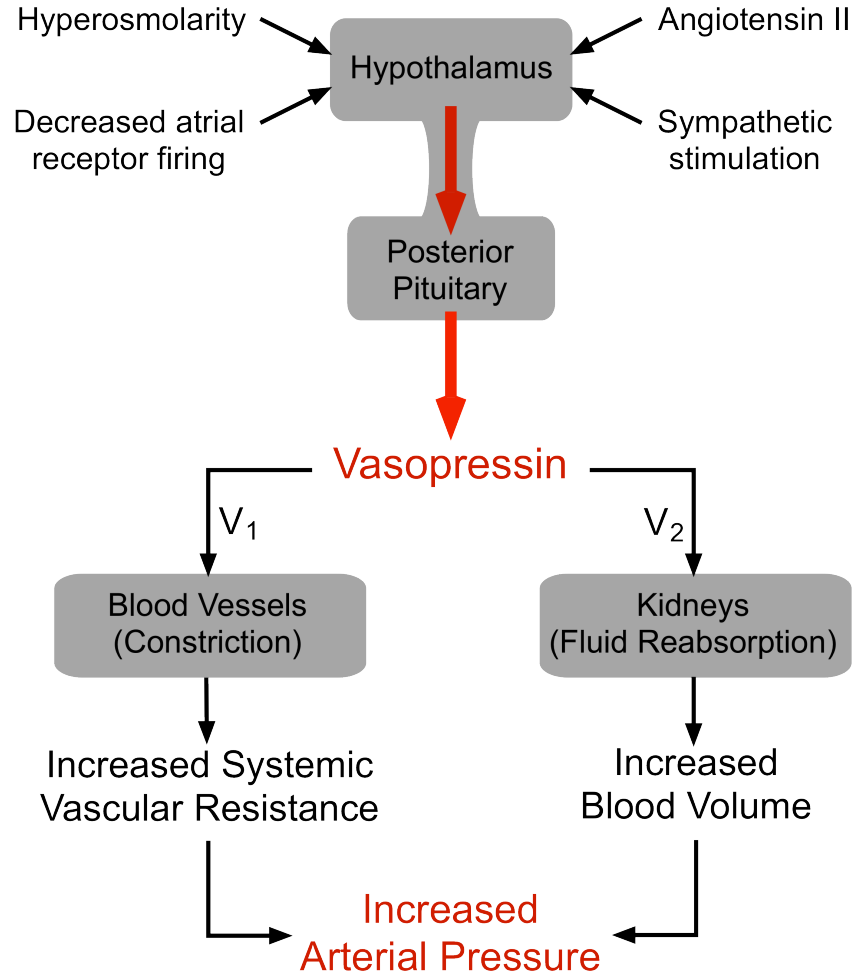 Hyperosmolarity
Angiotensin II
Hypothalamus
Decreased atrial
receptor firing
Sympathetic
stimulation
Posterior
Pituitary
Vasopressin
V₁
V₂
Blood Vessels
(Constriction)
Kidneys
(Fluid Reabsorption)
Increased Systemic
Vascular Resistance
Increased
Blood Volume
Increased
Arterial Pressure